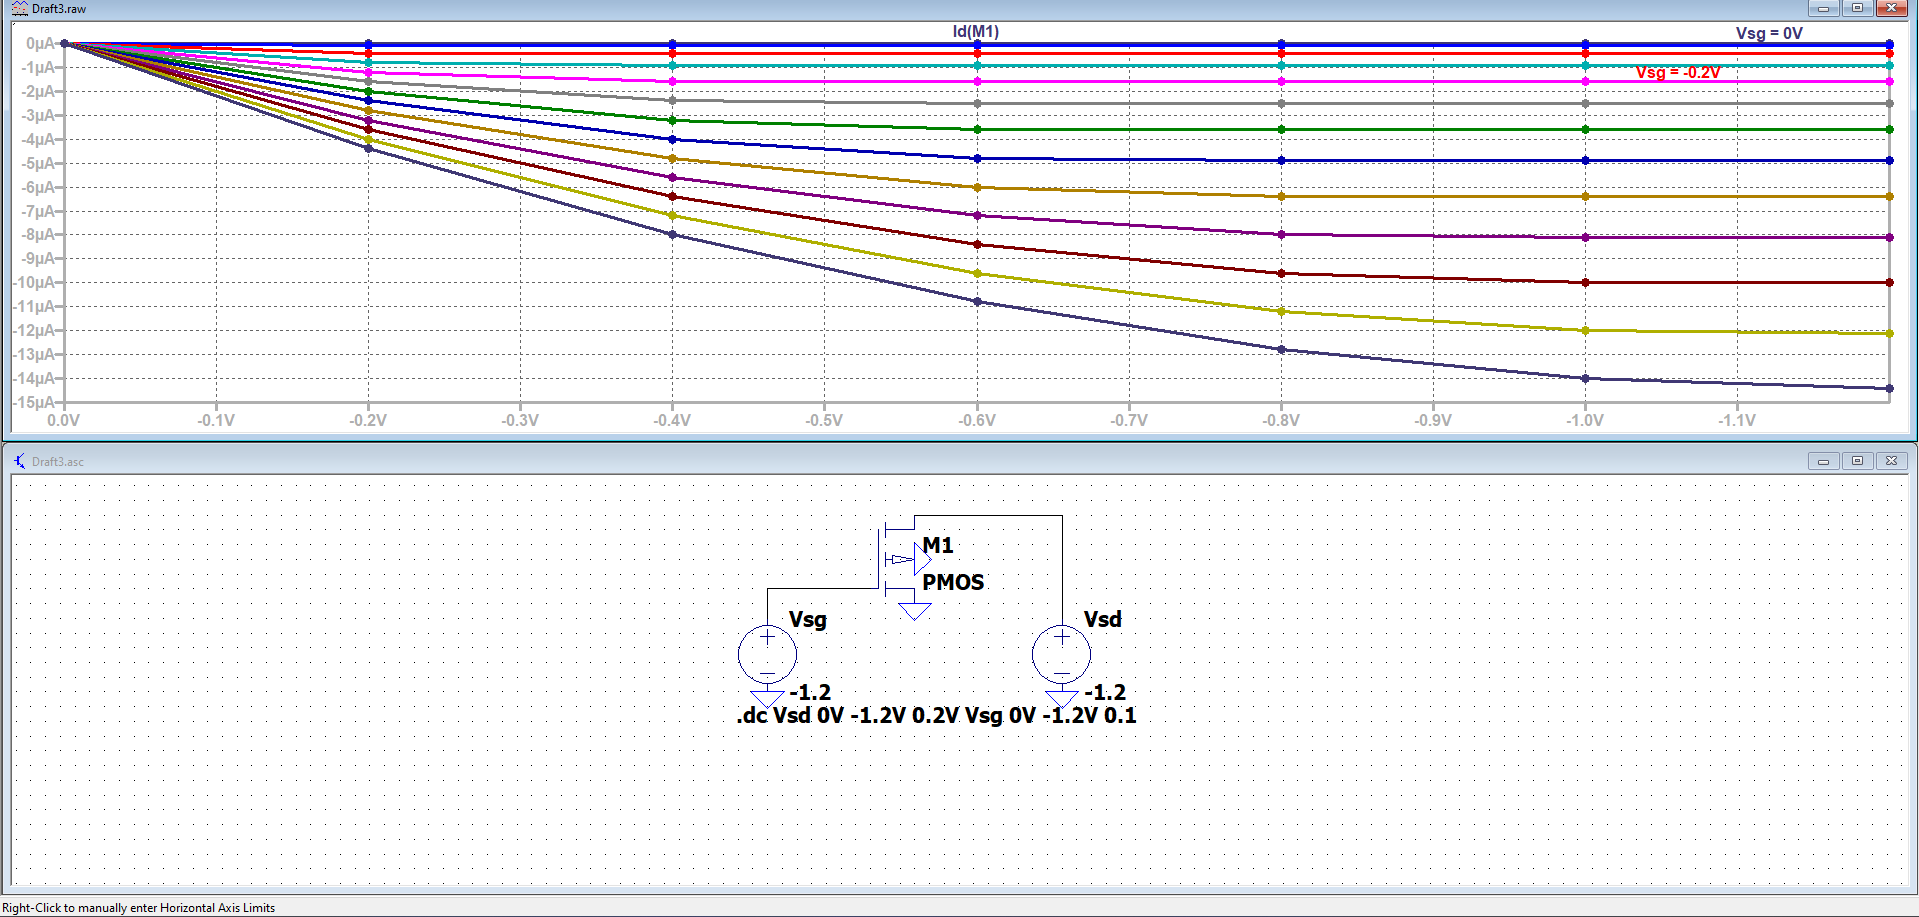 Draft3.raw
Id(M1)
Vsg = 0V
Vsg = -0.2V
0µA
-1µA
-2µA
-3µA
-4µA
-5µA
-6µA
-7µA
-8µA
-9µA
-10µA
-11µA
-12µA
-13µA
-14µA
-15µA
0.0V -0.1V -0.2V -0.3V -0.4V -0.5V -0.6V -0.7V -0.8V -0.9V -1.0V -1.1V
Draft3.asc
M1
PMOS
Vsg
Vsd
-1.2
-1.2
.dc Vsd 0V -1.2V 0.2V Vsg 0V -1.2V 0.1
Right-Click to manually enter Horizontal Axis Limits